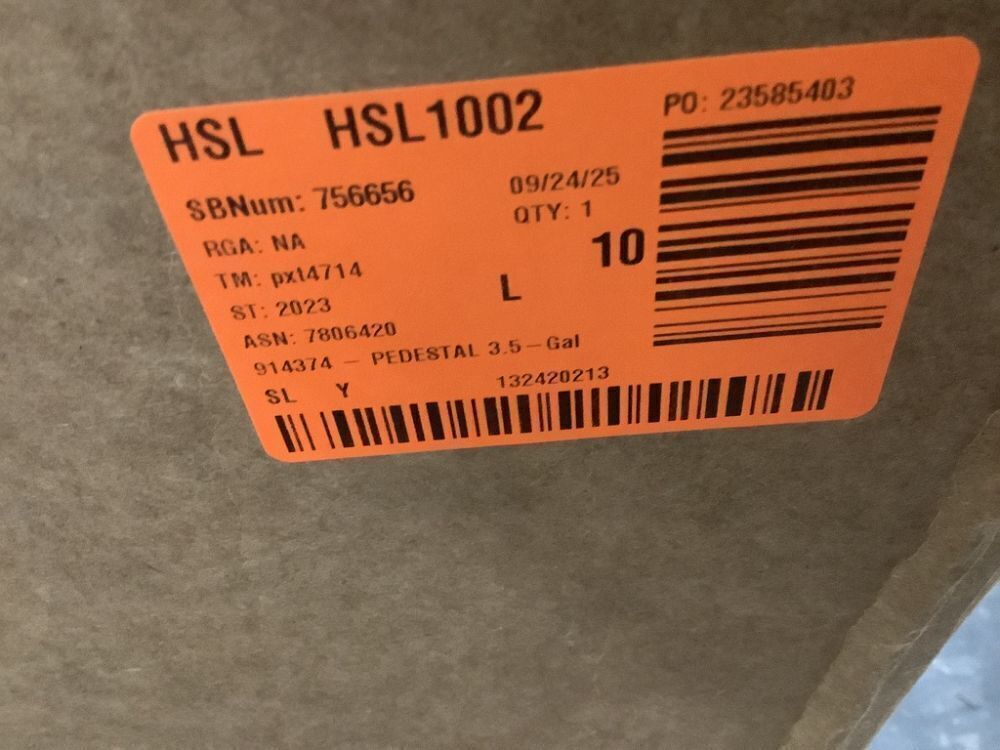 HSL HSL1002
PO: 23585403
SBNum: 756656
09/24/25
RGA: NA
QTY: 1
TM: pxt4714
L
10
ST: 2023
ASN: 7806420
914374 - PEDESTAL 3.5-Gal
SL Y
132420213